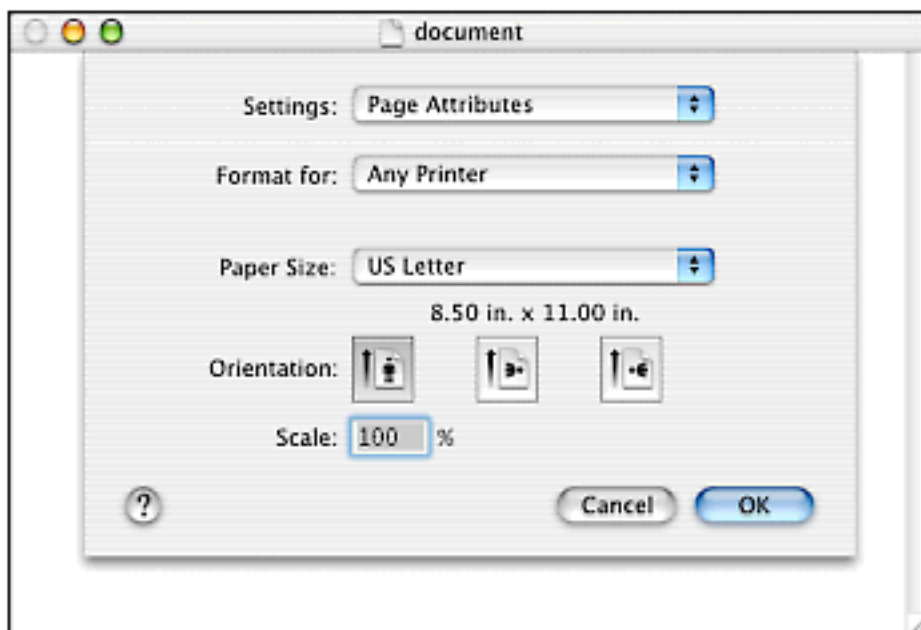 document
Settings: Page Attributes
Format for: Any Printer
Paper Size: US Letter
8.50 in. x 11.00 in.
Orientation:
Scale: 100 %
? Cancel OK